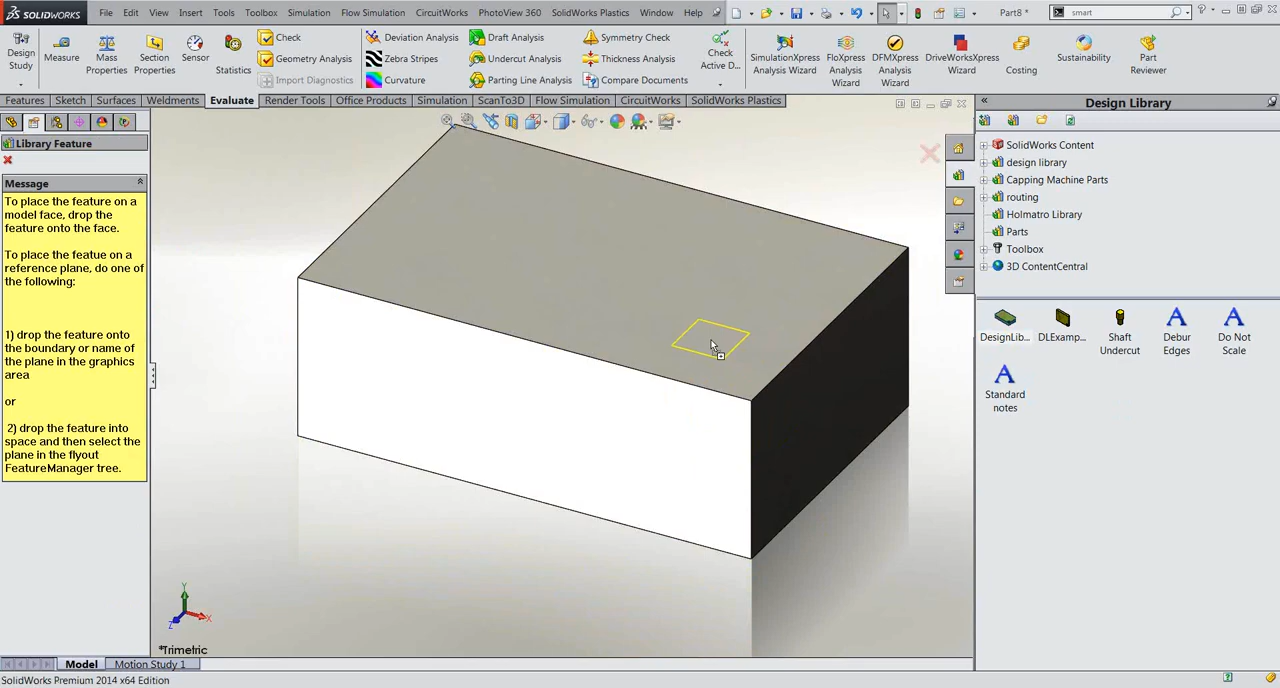 SOLIDWORKS
File Edit View Insert Tools Toolbox Simulation Flow Simulation CircuitWorks PhotoView 360 SolidWorks Plastics Window Help
Part8 *
smart
Design Study
Measure
Mass Properties
Section Properties
Sensor
Statistics
Check
Geometry Analysis
Import Diagnostics
Deviation Analysis
Zebra Stripes
Curvature
Draft Analysis
Undercut Analysis
Parting Line Analysis
Symmetry Check
Thickness Analysis
Compare Documents
Check Active D...
SimulationXpress Analysis Wizard
FloXpress Analysis Wizard
DFMXpress Analysis Wizard
DriveWorksXpress Wizard
Costing
Sustainability
Part Reviewer
Features Sketch Surfaces Weldments Evaluate Render Tools Office Products Simulation ScanTo3D Flow Simulation CircuitWorks SolidWorks Plastics
Library Feature
Message
To place the feature on a
model face, drop the
feature onto the face.
To place the featue on a
reference plane, do one of
the following:
1) drop the feature onto
the boundary or name of
the plane in the graphics
area
or
2) drop the feature into
space and then select the
plane in the flyout
FeatureManager tree.
Y
X
Z
*Trimetric
Design Library
SolidWorks Content
design library
Capping Machine Parts
routing
Holmatro Library
Parts
Toolbox
3D ContentCentral
DesignLib...
DLExamp...
Shaft
Undercut
Debur
Edges
Do Not
Scale
Standard
notes
Model Motion Study 1
SolidWorks Premium 2014 x64 Edition